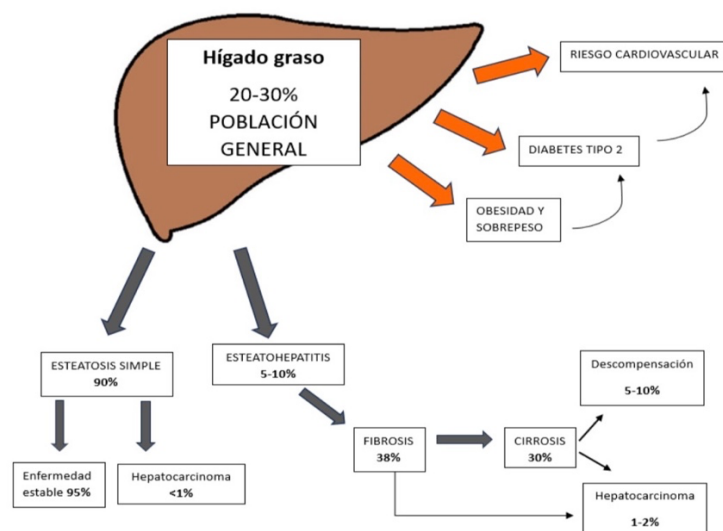 Hígado graso
20-30%
POBLACIÓN
GENERAL
RIESGO CARDIOVASCULAR
DIABETES TIPO 2
OBESIDAD Y
SOBREPESO
ESTEATOSIS SIMPLE
90%
ESTEATOHEPATITIS
5-10%
Enfermedad
estable 95%
Hepatocarcinoma
<1%
FIBROSIS
38%
CIRROSIS
30%
Descompensación
5-10%
Hepatocarcinoma
1-2%